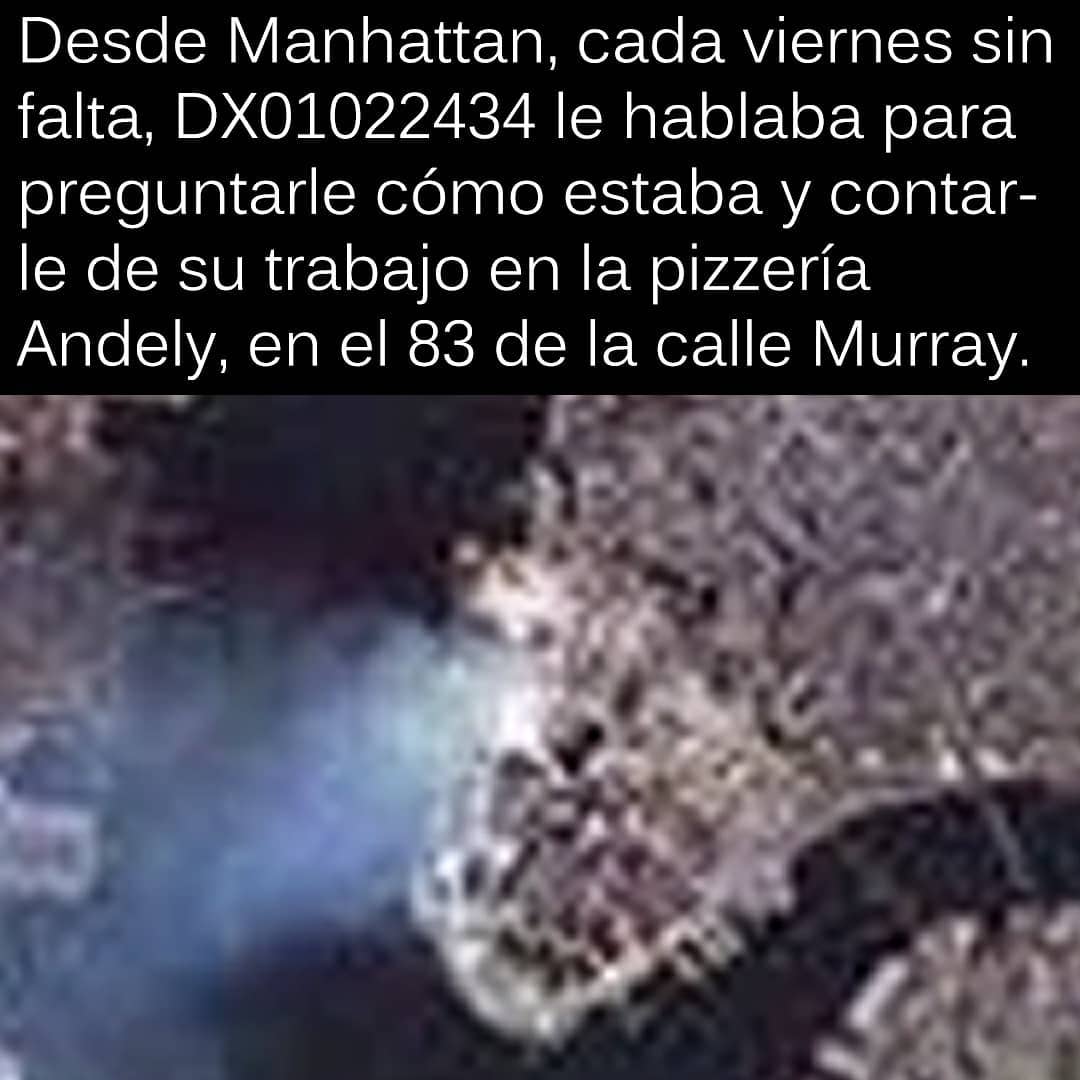 Desde Manhattan, cada viernes sin
falta, DX01022434 le hablaba para
preguntarle cómo estaba y contar-
le de su trabajo en la pizzería
Andely, en el 83 de la calle Murray.